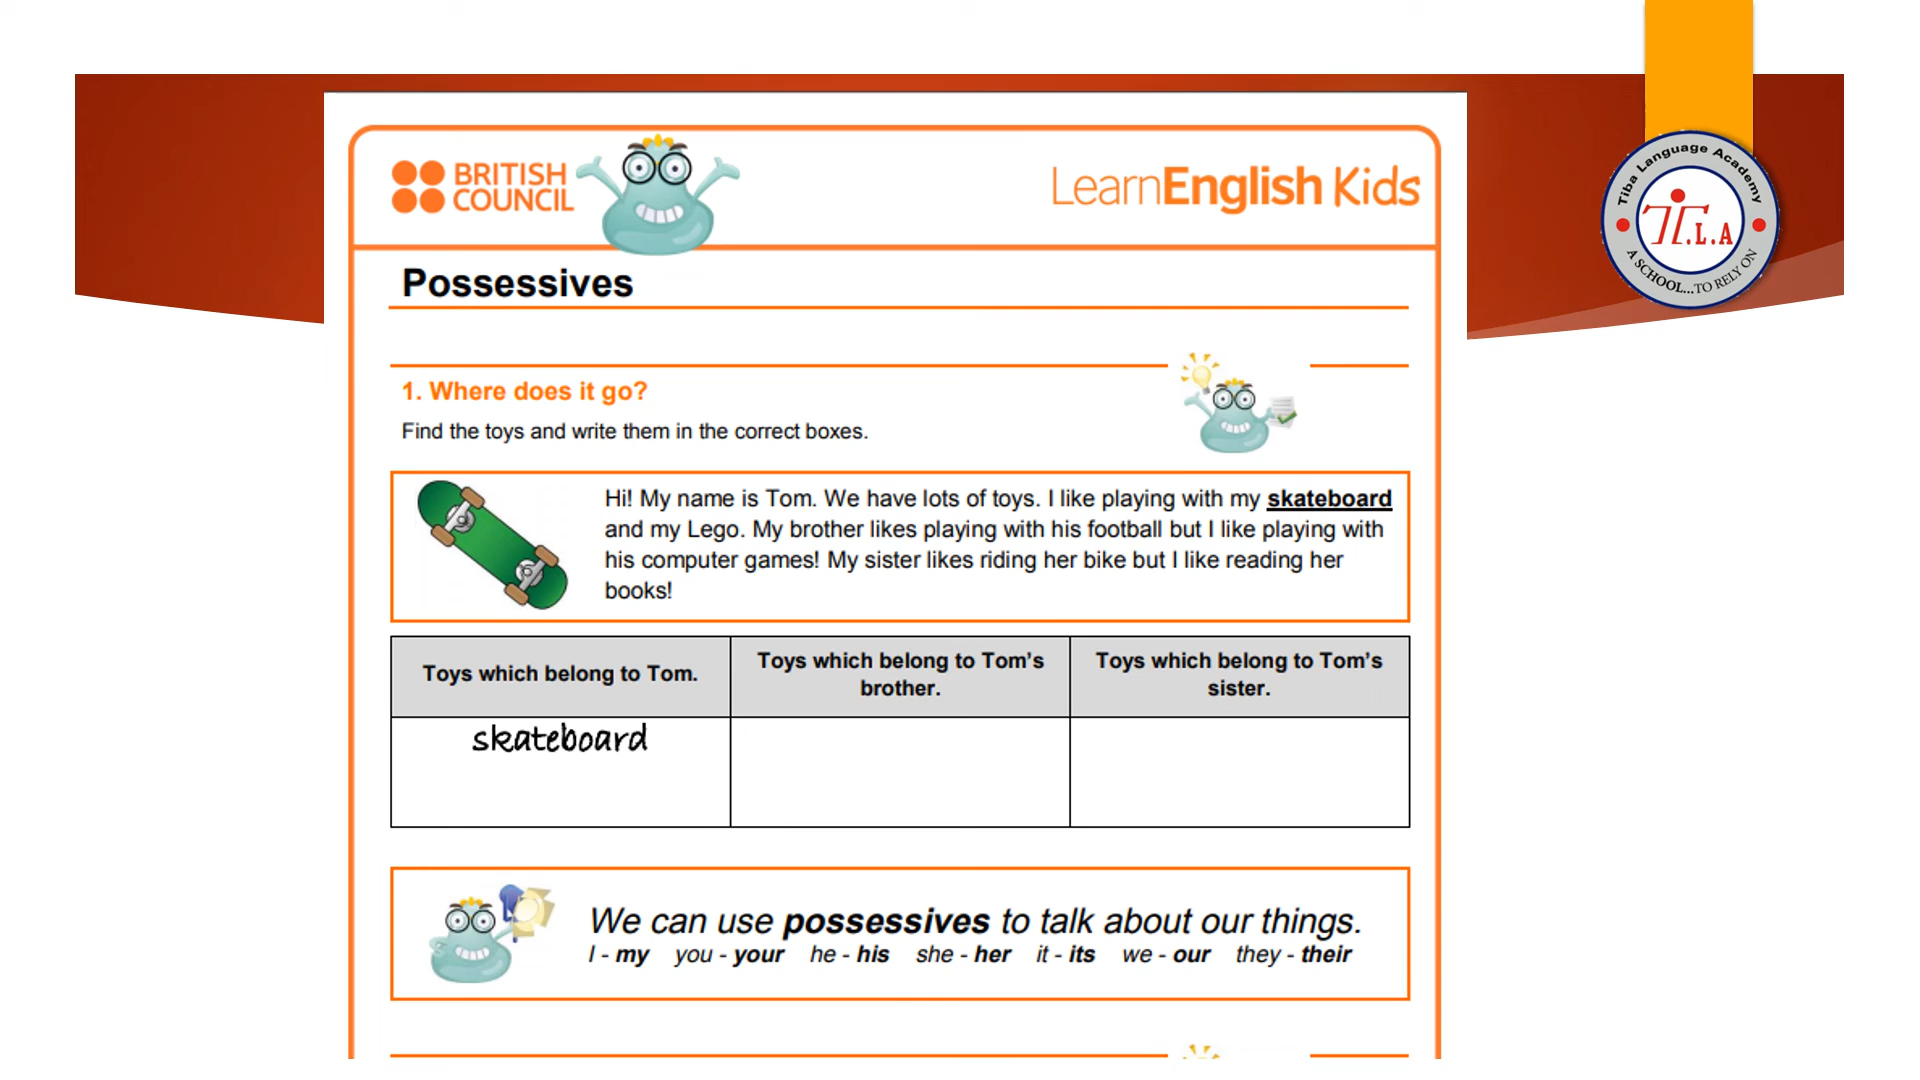 BRITISH
COUNCIL
LearnEnglish Kids
Tiba Language Academy
T.L.A
A SCHOOL...TO RELY ON
Possessives
1. Where does it go?
Find the toys and write them in the correct boxes.
Hi! My name is Tom. We have lots of toys. I like playing with my skateboard
and my Lego. My brother likes playing with his football but I like playing with
his computer games! My sister likes riding her bike but I like reading her
books!
Toys which belong to Tom.
Toys which belong to Tom's
brother.
Toys which belong to Tom's
sister.
skateboard
We can use possessives to talk about our things.
I - my you - your he - his she - her it - its we - our they - their